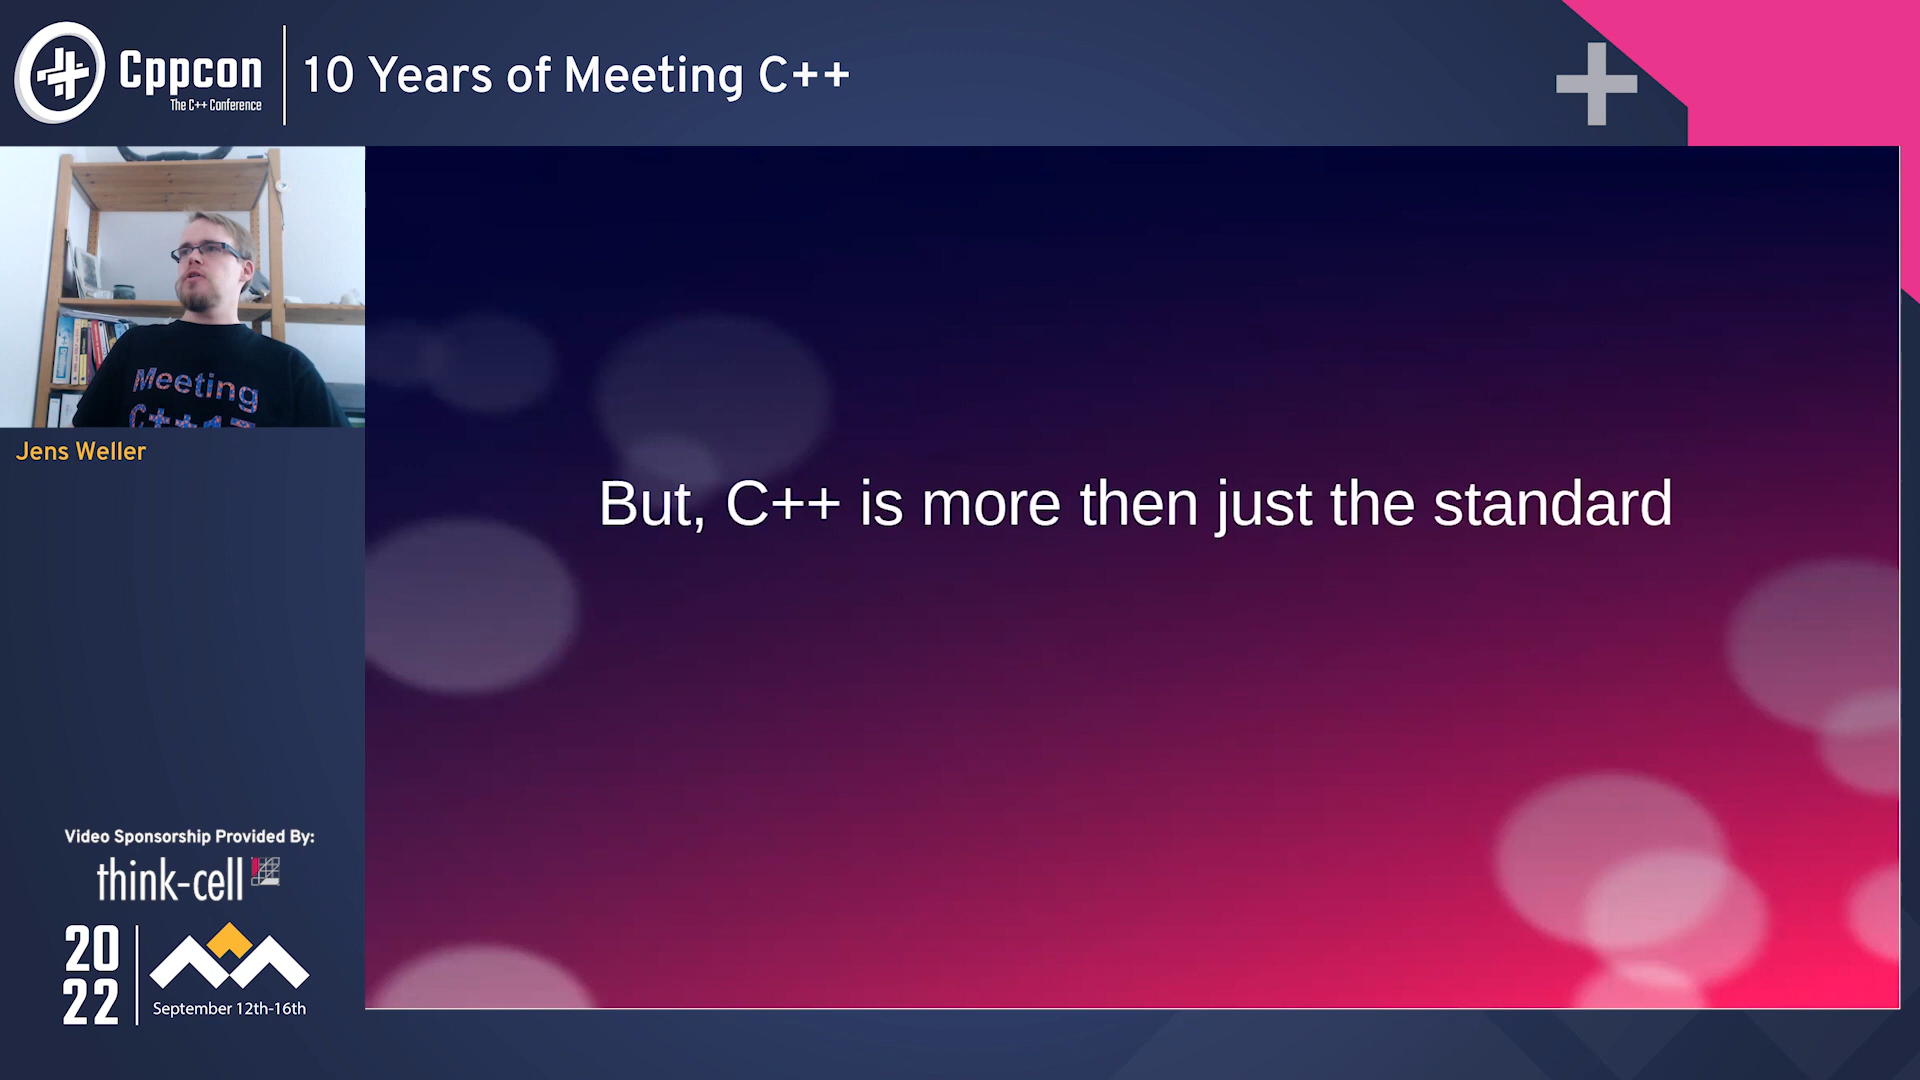 Cppcon
The C++ Conference
10 Years of Meeting C++
Meeting
Jens Weller
But, C++ is more then just the standard
Video Sponsorship Provided By:
think-cell
20
22
September 12th-16th